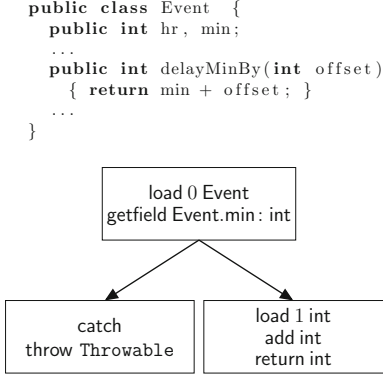 public class Event {
public int hr, min;
...
public int delayMinBy(int offset)
{ return min + offset; }
...
}
load 0 Event
getfield Event.min: int
catch
throw Throwable
load 1 int
add int
return int